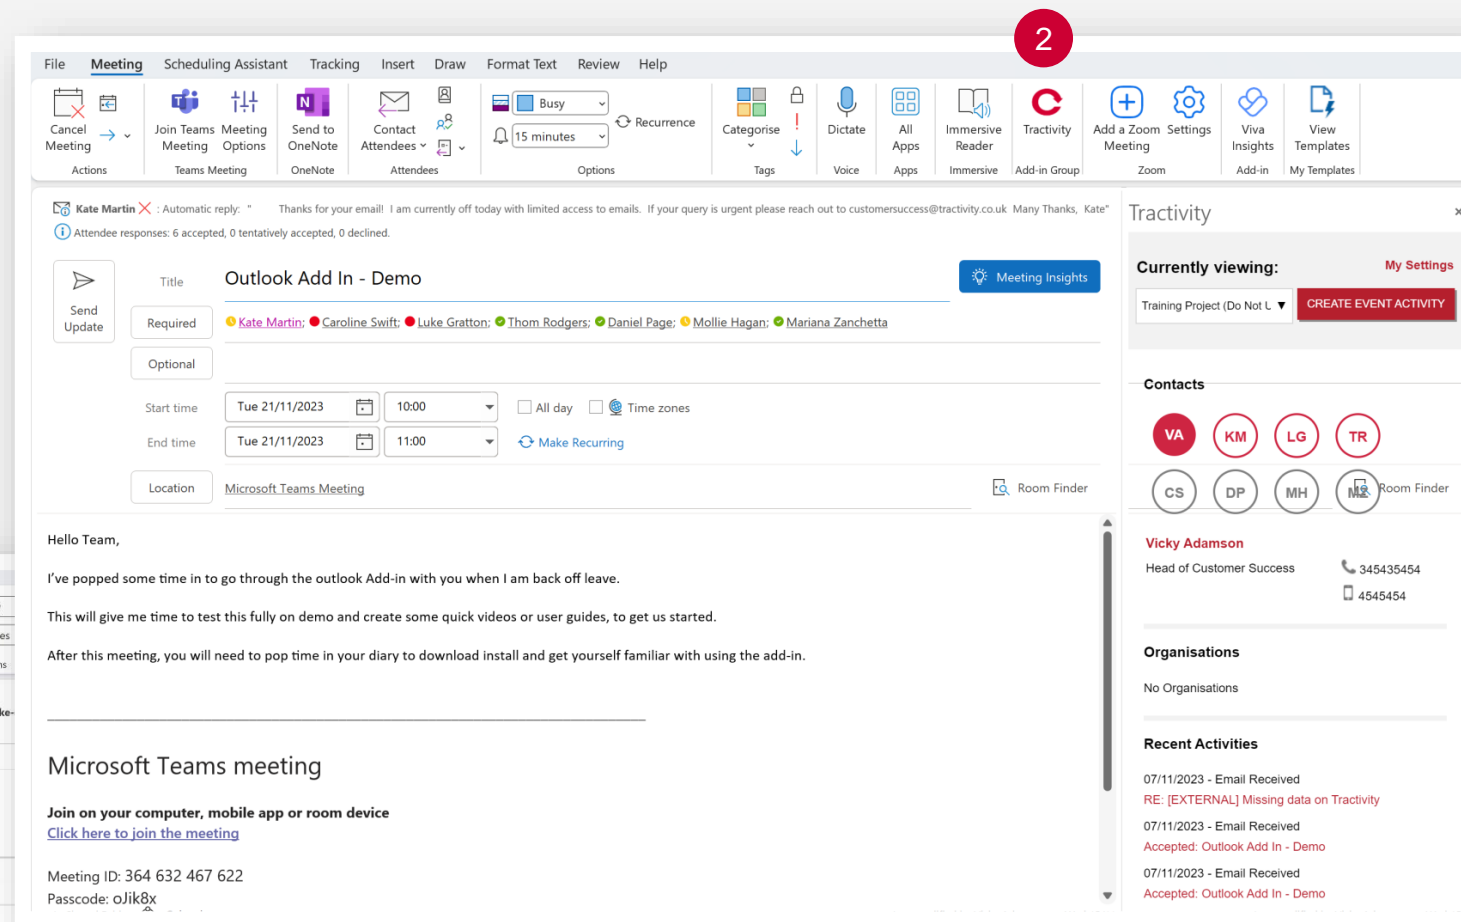 2
File Meeting Scheduling Assistant Tracking Insert Draw Format Text Review Help
Cancel Meeting
Join Teams Meeting
Meeting Options
Send to OneNote
Contact Attendees
Busy
15 minutes
Recurrence
Categorise
Dictate
All Apps
Immersive Reader
Tractivity
Add a Zoom Meeting
Settings
Viva Insights
View Templates
Actions Teams Meeting OneNote Attendees Options Tags Voice Apps Immersive Add-in Group Zoom Add-in My Templates
Kate Martin : Automatic reply: " Thanks for your email! I am currently off today with limited access to emails. If your query is urgent please reach out to customersuccess@tractivity.co.uk Many Thanks, Kate"
Attendee responses: 6 accepted, 0 tentatively accepted, 0 declined.
Send Update
Title Outlook Add In - Demo
Meeting Insights
Required Kate Martin; Caroline Swift; Luke Gratton; Thom Rodgers; Daniel Page; Mollie Hagan; Mariana Zanchetta
Optional
Start time Tue 21/11/2023 10:00 All day Time zones
End time Tue 21/11/2023 11:00 Make Recurring
Location Microsoft Teams Meeting Room Finder
Hello Team,
I've popped some time in to go through the outlook Add-in with you when I am back off leave.
This will give me time to test this fully on demo and create some quick videos or user guides, to get us started.
After this meeting, you will need to pop time in your diary to download install and get yourself familiar with using the add-in.
Microsoft Teams meeting
Join on your computer, mobile app or room device
Click here to join the meeting
Meeting ID: 364 632 467 622
Passcode: oJik8x
Tractivity
Currently viewing: My Settings
Training Project (Do Not CREATE EVENT ACTIVITY
Contacts
VA KM LG TR
CS DP MH MZ Room Finder
Vicky Adamson
Head of Customer Success 345435454
4545454
Organisations
No Organisations
Recent Activities
07/11/2023 - Email Received
RE: [EXTERNAL] Missing data on Tractivity
07/11/2023 - Email Received
Accepted: Outlook Add In - Demo
07/11/2023 - Email Received
Accepted: Outlook Add In - Demo